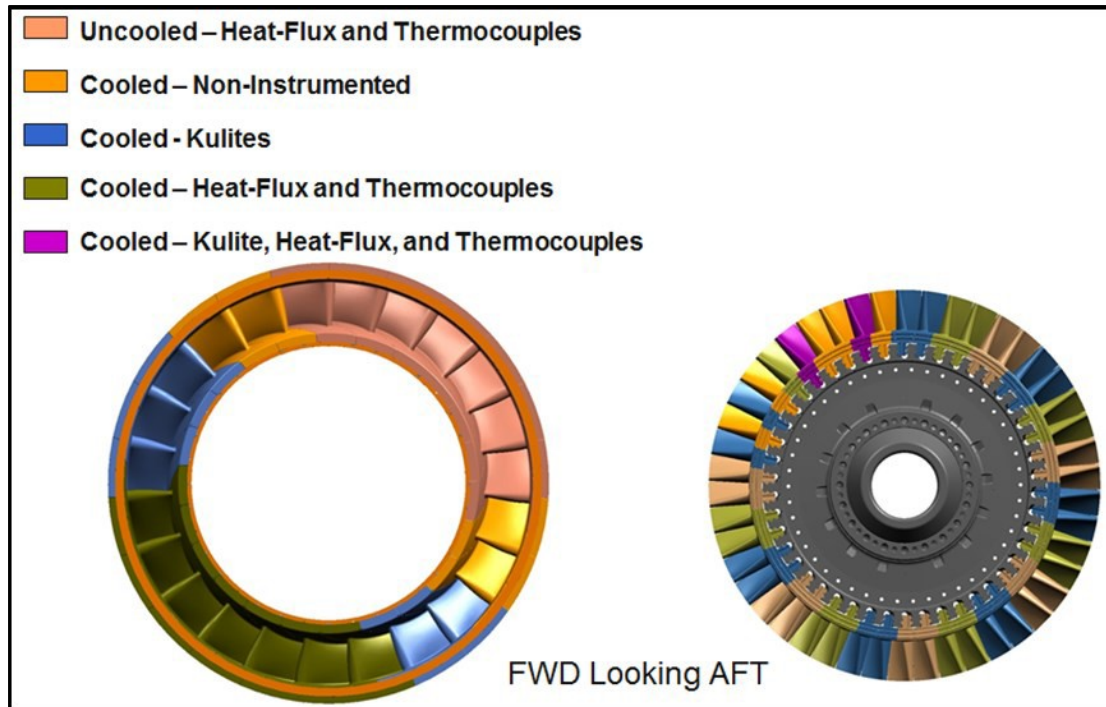 Uncooled – Heat-Flux and Thermocouples
Cooled – Non-Instrumented
Cooled - Kulites
Cooled – Heat-Flux and Thermocouples
Cooled – Kulite, Heat-Flux, and Thermocouples
FWD Looking AFT